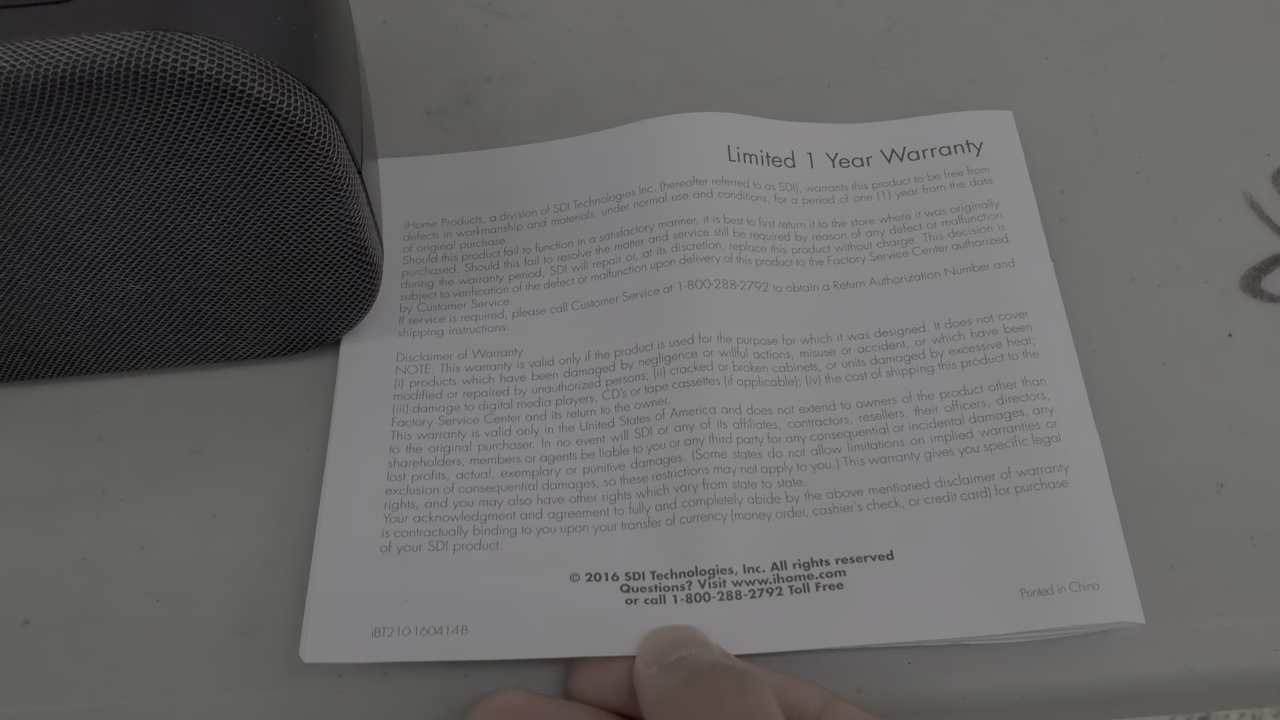 Limited 1 Year Warranty
iHome Products, a division of SDI Technologies Inc. (hereafter referred to as SDI), warrants this product to be free from
defects in workmanship and materials, under normal use and conditions, for a period of one (1) year from the date
of original purchase.
Should this product fail to function in a satisfactory manner, it is best to first return it to the store where it was originally
purchased. Should this fail to resolve the matter and service still be required by reason of any defect or malfunction
during the warranty period, SDI will repair or, at its discretion, replace this product without charge. This decision is
subject to verification of the defect or malfunction upon delivery of this product to the Factory Service Center authorized
by Customer Service.
If service is required, please call Customer Service at 1-800-288-2792 to obtain a Return Authorization Number and
shipping instructions.
Disclaimer of Warranty
NOTE: This warranty is valid only if the product is used for the purpose for which it was designed. It does not cover
(i) products which have been damaged by negligence or willful actions, misuse or accident, or which have been
modified or repaired by unauthorized persons; (ii) cracked or broken cabinets, or units damaged by excessive heat;
(iii) damage to digital media players, CD's or tape cassettes (if applicable); (iv) the cost of shipping this product to the
Factory Service Center and its return to the owner.
This warranty is valid only in the United States of America and does not extend to owners of the product other than
to the original purchaser. In no event will SDI or any of its affiliates, contractors, resellers, their officers, directors,
shareholders, members or agents be liable to you or any third party for any consequential or incidental damages, any
lost profits, actual, exemplary or punitive damages. (Some states do not allow limitations on implied warranties or
exclusion of consequential damages, so these restrictions may not apply to you.) This warranty gives you specific legal
rights, and you may also have other rights which vary from state to state.
Your acknowledgment and agreement to fully and completely abide by the above mentioned disclaimer of warranty
is contractually binding to you upon your transfer of currency (money order, cashier's check, or credit card) for purchase
of your SDI product.
© 2016 SDI Technologies, Inc. All rights reserved
Questions? Visit www.ihome.com
or call 1-800-288-2792 Toll Free
iBT210-160414-B
Printed in China